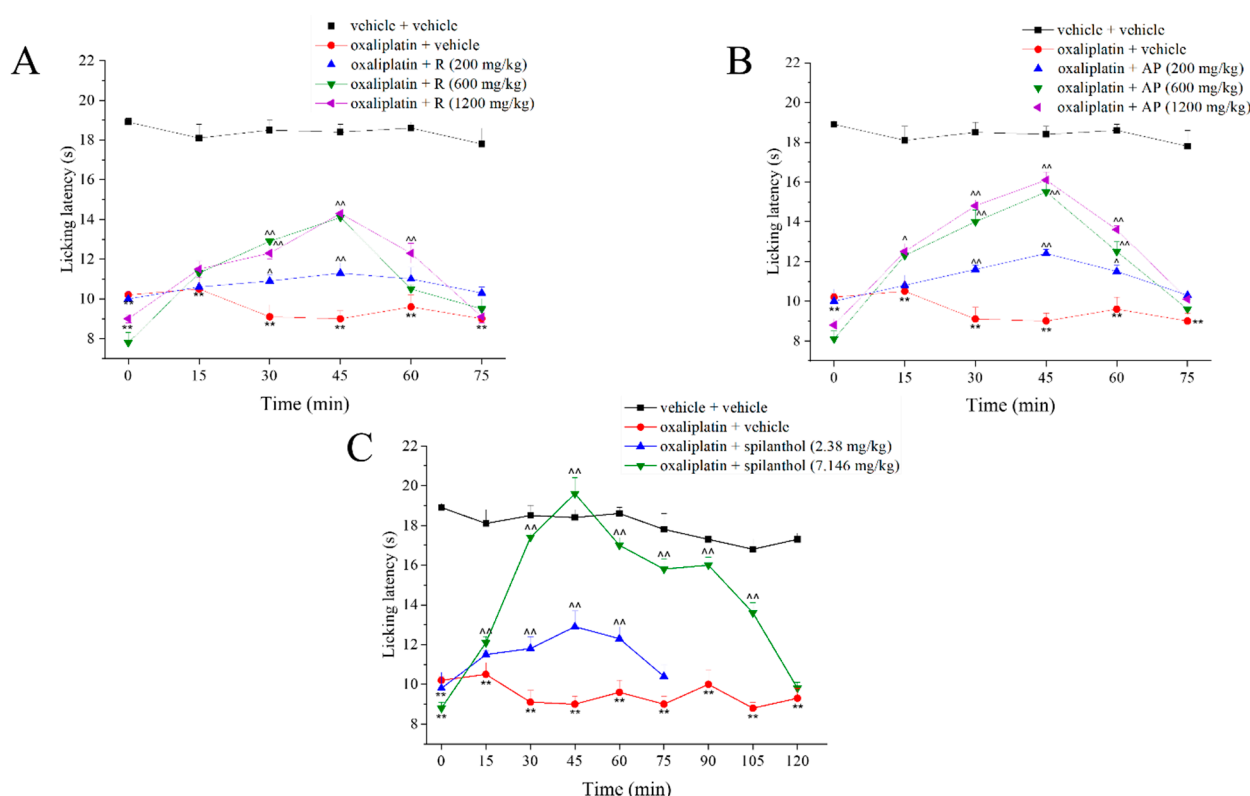 A
vehicle + vehicle
oxaliplatin + vehicle
oxaliplatin + R (200 mg/kg)
oxaliplatin + R (600 mg/kg)
oxaliplatin + R (1200 mg/kg)
Licking latency (s)
22
20
18
16
14
12
10
8
^^
^^
^^
^
^^
^^
**
**
**
**
**
**
**
0 15 30 45 60 75
Time (min)
B
vehicle + vehicle
oxaliplatin + vehicle
oxaliplatin + AP (200 mg/kg)
oxaliplatin + AP (600 mg/kg)
oxaliplatin + AP (1200 mg/kg)
Licking latency (s)
22
20
18
16
14
12
10
8
^^
^^
^^
^^
^^
^
^^
^^
^^
^
**
**
**
**
**
**
0 15 30 45 60 75
Time (min)
C
vehicle + vehicle
oxaliplatin + vehicle
oxaliplatin + spilanthol (2.38 mg/kg)
oxaliplatin + spilanthol (7.146 mg/kg)
Licking latency (s)
22
20
18
16
14
12
10
8
^^
^^
^^
^^
^^
^^
^^
^^
^^
^^
**
**
**
**
**
**
**
**
**
**
0 15 30 45 60 75 90 105 120
Time (min)